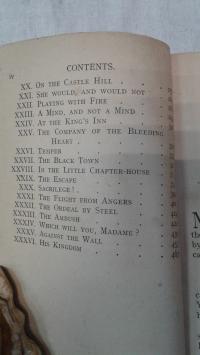 iv CONTENTS.
XX. ON THE CASTLE HILL
XXI. SHE WOULD, AND WOULD NOT
XXII. PLAYING WITH FIRE
XXIII. A MIND, AND NOT A MIND
XXIV. AT THE KING'S INN
XXV. THE COMPANY OF THE BLEEDING
HEART
XXVI. TEMPER
XXVII. THE BLACK TOWN
XXVIII. IN THE LITTLE CHAPTER-HOUSE
XXIX. THE ESCAPE
XXX. SACRILEGE!
XXXI. THE FLIGHT FROM ANGERS
XXXII. THE ORDEAL BY STEEL
XXXIII. THE AMBUSH
XXXIV. WHICH WILL YOU, MADAME?
XXXV. AGAINST THE WALL
XXXVI. HIS KINGDOM